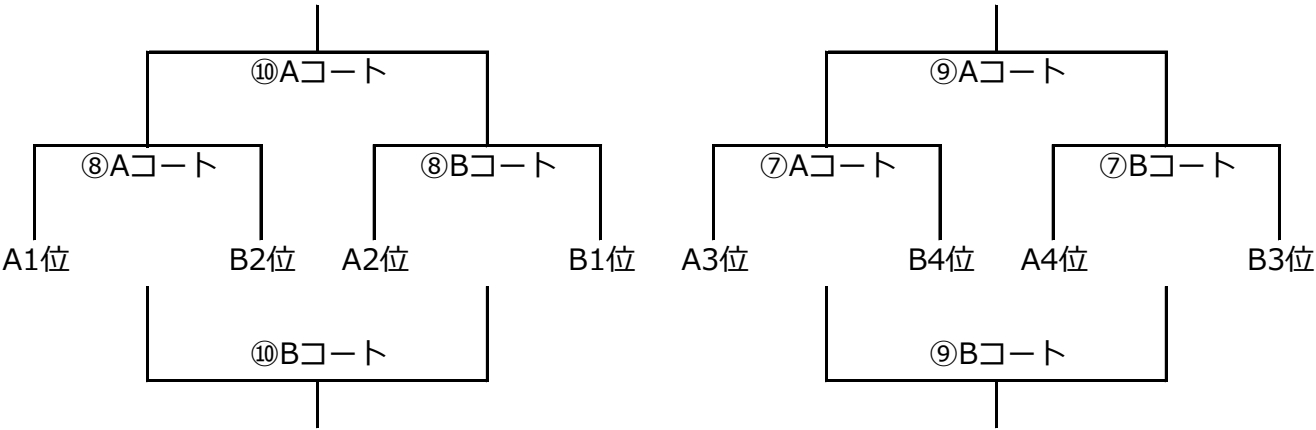 ⑩Aコート ⑨Aコート
⑧Aコート ⑧Bコート ⑦Aコート ⑦Bコート
A1位 B2位 A2位 B1位 A3位 B4位 A4位 B3位
⑩Bコート ⑨Bコート